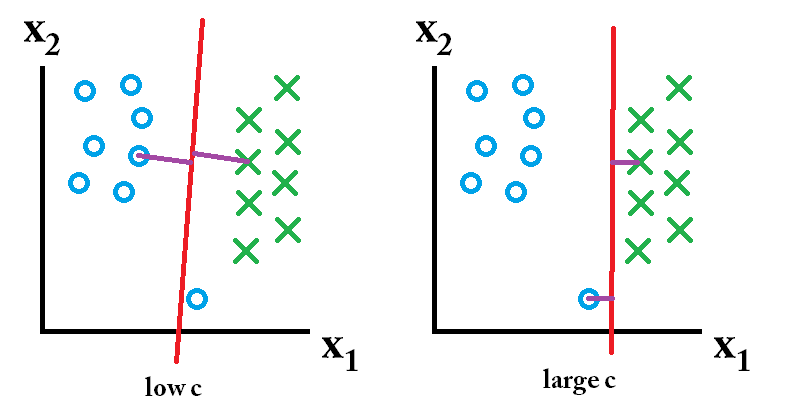 x₂
x₁
low c
x₂
x₁
large c